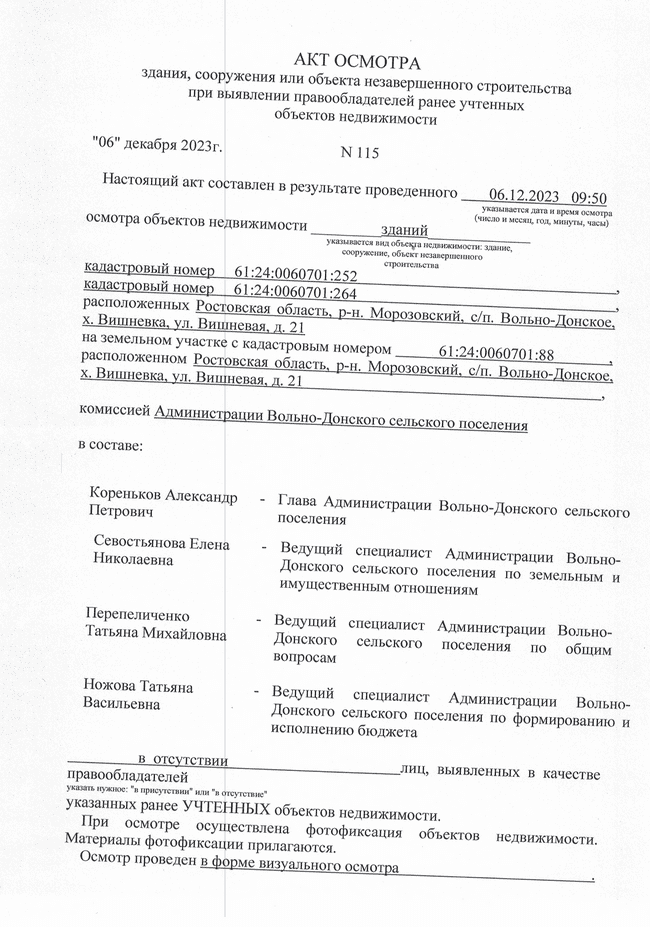 АКТ ОСМОТРА
здания, сооружения или объекта незавершенного строительства
при выявлении правообладателей ранее учтенных
объектов недвижимости
"06" декабря 2023г.
N 115
Настоящий акт составлен в результате проведенного 06.12.2023 09:50
указывается дата и время осмотра
(число и месяц, год, минуты, часы)
осмотра объектов недвижимости зданий
указывается вид объекта недвижимости: здание,
сооружение, объект незавершенного
строительства
кадастровый номер 61:24:0060701:252,
кадастровый номер 61:24:0060701:264,
расположенных Ростовская область, р-н. Морозовский, с/п. Вольно-Донское,
х. Вишневка, ул. Вишневая, д. 21
на земельном участке с кадастровым номером 61:24:0060701:88,
расположенном Ростовская область, р-н. Морозовский, с/п. Вольно-Донское,
х. Вишневка, ул. Вишневая, д. 21,
комиссией Администрации Вольно-Донского сельского поселения
в составе:
Кореньков Александр - Глава Администрации Вольно-Донского сельского
Петрович поселения
Севостьянова Елена - Ведущий специалист Администрации Вольно-
Николаевна Донского сельского поселения по земельным и
имущественным отношениям
Перепеличенко - Ведущий специалист Администрации Вольно-
Татьяна Михайловна Донского сельского поселения по общим
вопросам
Ножова Татьяна - Ведущий специалист Администрации Вольно-
Васильевна Донского сельского поселения по формированию и
исполнению бюджета
в отсутствии лиц, выявленных в качестве
правообладателей
указать нужное: "в присутствии" или "в отсутствие"
указанных ранее УЧТЕННЫХ объектов недвижимости.
При осмотре осуществлена фотофиксация объектов недвижимости.
Материалы фотофиксации прилагаются.
Осмотр проведен в форме визуального осмотра.